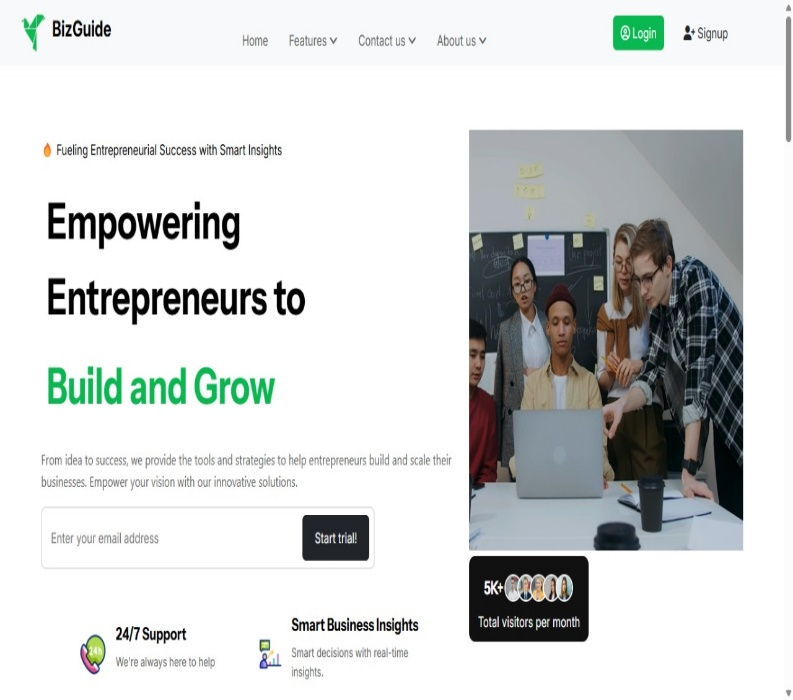 BizGuide
Home Features Contact us About us
Login Signup
Fueling Entrepreneurial Success with Smart Insights
Empowering
Entrepreneurs to
Build and Grow
From idea to success, we provide the tools and strategies to help entrepreneurs build and scale their
businesses. Empower your vision with our innovative solutions.
Enter your email address
Start trial!
24/7 Support
We're always here to help
Smart Business Insights
Smart decisions with real-time
insights.
5K+
Total visitors per month
24h